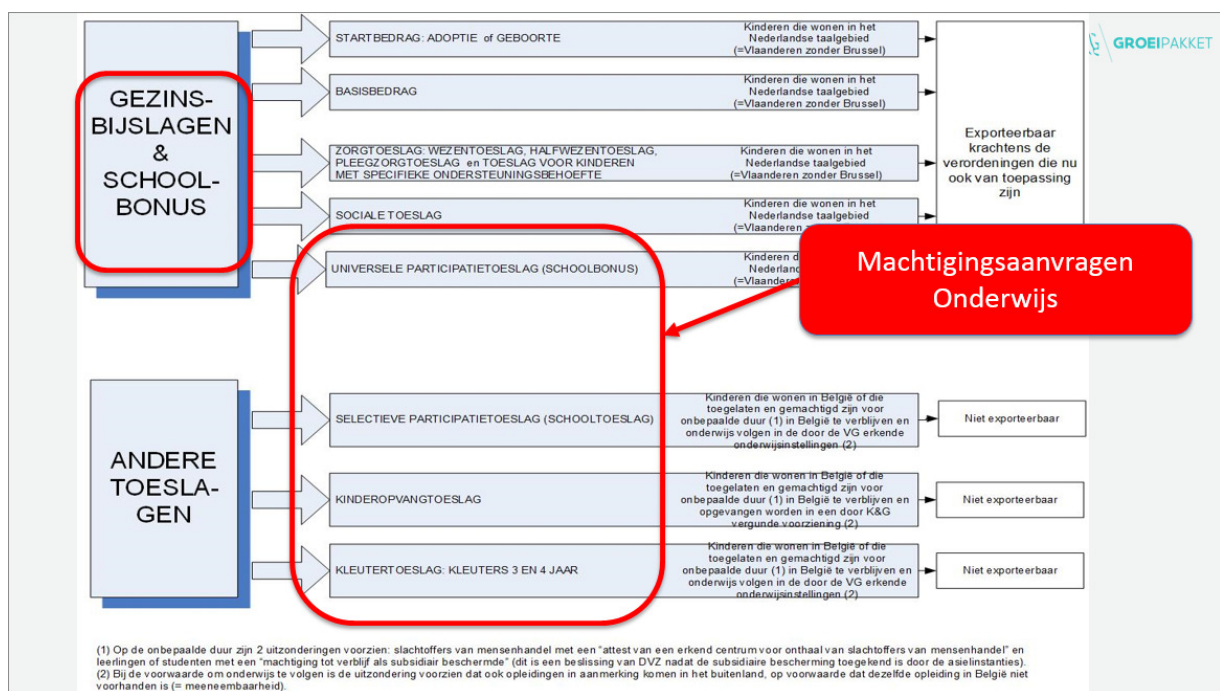 GROEIPAKKET
GEZINS-
BIJSLAGEN
&
SCHOOL-
BONUS
STARTBEDRAG: ADOPTIE of GEBOORTE
Kinderen die wonen in het
Nederlandse taalgebied
(=Vlaanderen zonder Brussel)
BASISBEDRAG
Kinderen die wonen in het
Nederlandse taalgebied
(=Vlaanderen zonder Brussel)
ZORGTOESLAG: WEZENTOESLAG, HALFWEZENTOESLAG,
PLEEGZORGTOESLAG en TOESLAG VOOR KINDEREN
MET SPECIFIEKE ONDERSTEUNINGSBEHOEFTE
Kinderen die wonen in het
Nederlandse taalgebied
(=Vlaanderen zonder Brussel)
SOCIALE TOESLAG
Kinderen die wonen in het
Nederlandse taalgebied
(=Vlaanderen
UNIVERSELE PARTICIPATIETOESLAG (SCHOOLBONUS)
Kinderen
(=Vlaanderen
Exporteerbaar
krachtens de
verordeningen die nu
ook van toepassing
zijn
Machtigingsaanvragen
Onderwijs
ANDERE
TOESLA-
GEN
SELECTIEVE PARTICIPATIETOESLAG (SCHOOLTOESLAG)
Kinderen die wonen in België of die
toegelaten en gemachtigd zijn voor
onbepaalde duur (1) in België te verblijven en
onderwijs volgen in de door de VG erkende
onderwijsinstellingen (2)
Niet exporteerbaar
KINDEROPVANGTOESLAG
Kinderen die wonen in België of die
toegelaten en gemachtigd zijn voor
onbepaalde duur (1) in België te verblijven en
opgevangen worden in een door K&G
vergunde voorziening (2)
Niet exporteerbaar
KLEUTERTOESLAG: KLEUTERS 3 EN 4 JAAR
Kinderen die wonen in België of die
toegelaten en gemachtigd zijn voor
onbepaalde duur (1) in België te verblijven en
onderwijs volgen in de door de VG erkende
onderwijsinstellingen (2)
Niet exporteerbaar
(1) Op de onbepaalde duur zijn 2 uitzonderingen voorzien: slachtoffers van mensenhandel met een “attest van een erkend centrum voor onthaal van slachtoffers van mensenhandel” en
leerlingen of studenten met een “machtiging tot verblijf als subsidiair beschermde” (dit is een beslissing van DVZ nadat de subsidiaire bescherming toegekend is door de asielinstanties).
(2) Bij de voorwaarde om onderwijs te volgen is de uitzondering voorzien dat ook opleidingen in aanmerking komen in het buitenland, op voorwaarde dat dezelfde opleiding in België niet
voorhanden is (= meeneembaarheid).